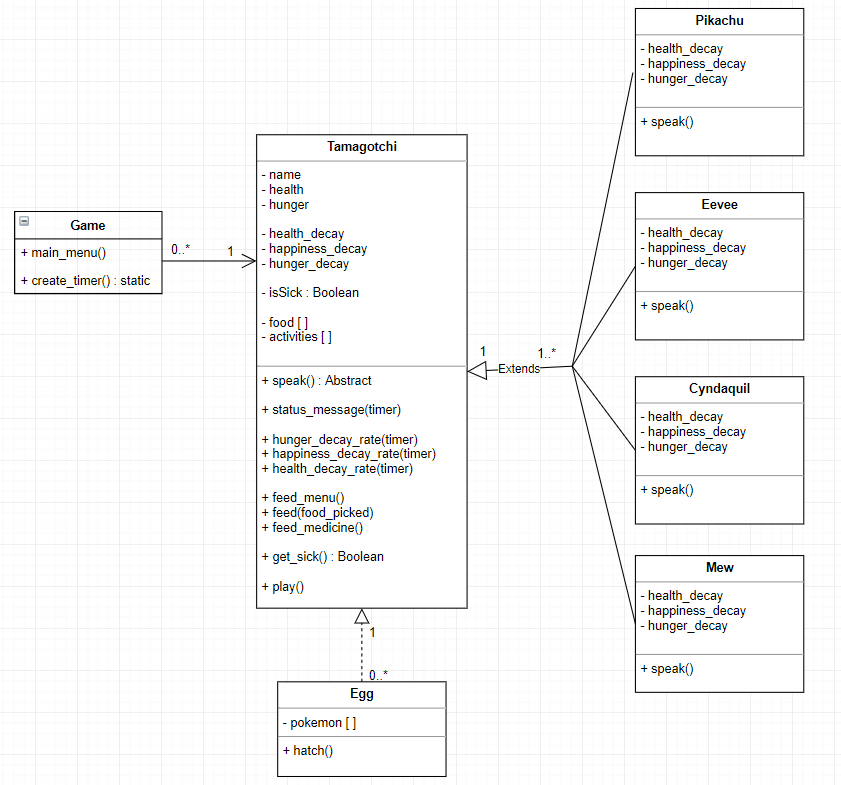 Game
+ main_menu()
+ create_timer() : static
0..*
1
Tamagotchi
- name
- health
- hunger
- health_decay
- happiness_decay
- hunger_decay
- isSick : Boolean
- food [ ]
- activities [ ]
+ speak() : Abstract
+ status_message(timer)
+ hunger_decay_rate(timer)
+ happiness_decay_rate(timer)
+ health_decay_rate(timer)
+ feed_menu()
+ feed(food_picked)
+ feed_medicine()
+ get_sick() : Boolean
+ play()
1
0..*
Egg
- pokemon [ ]
+ hatch()
1
Extends
1..*
Pikachu
- health_decay
- happiness_decay
- hunger_decay
+ speak()
Eevee
- health_decay
- happiness_decay
- hunger_decay
+ speak()
Cyndaquil
- health_decay
- happiness_decay
- hunger_decay
+ speak()
Mew
- health_decay
- happiness_decay
- hunger_decay
+ speak()